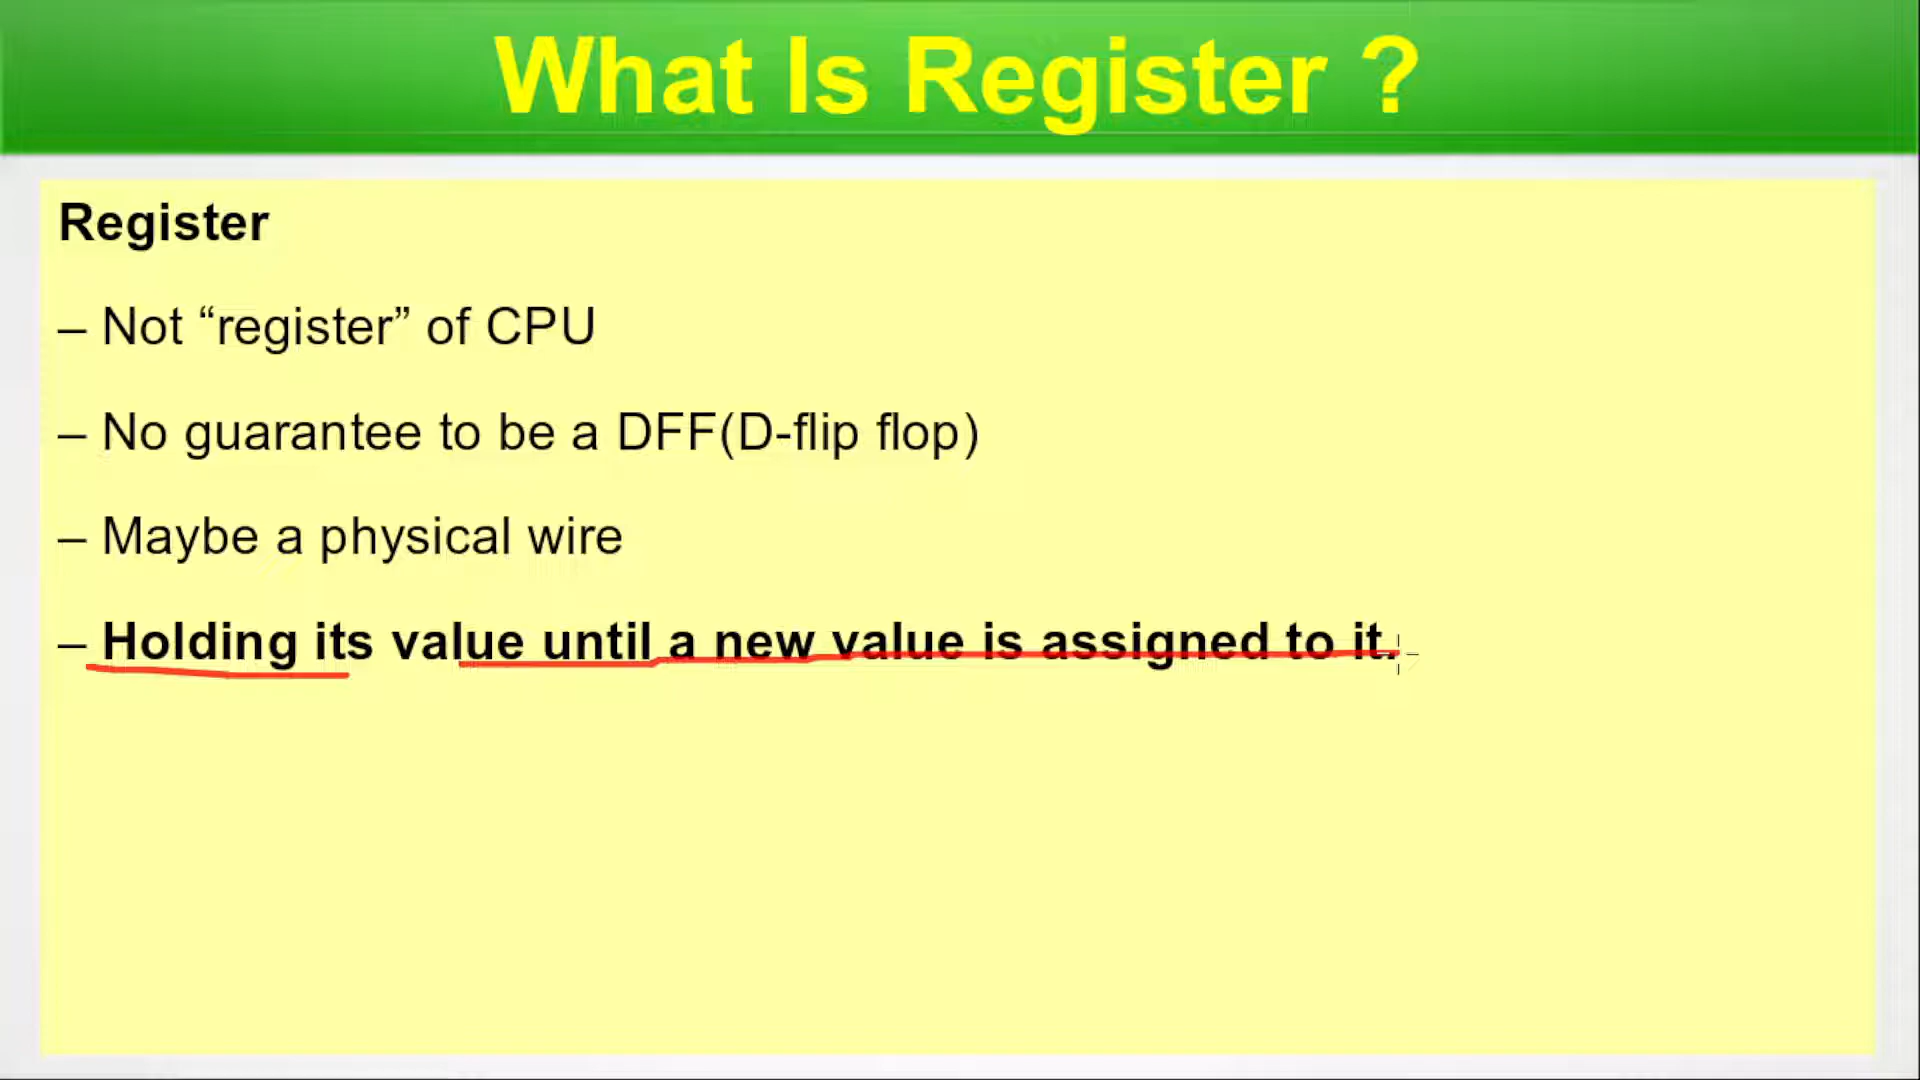 What Is Register ?
Register
– Not “register” of CPU
– No guarantee to be a DFF(D-flip flop)
– Maybe a physical wire
– Holding its value until a new value is assigned to it.